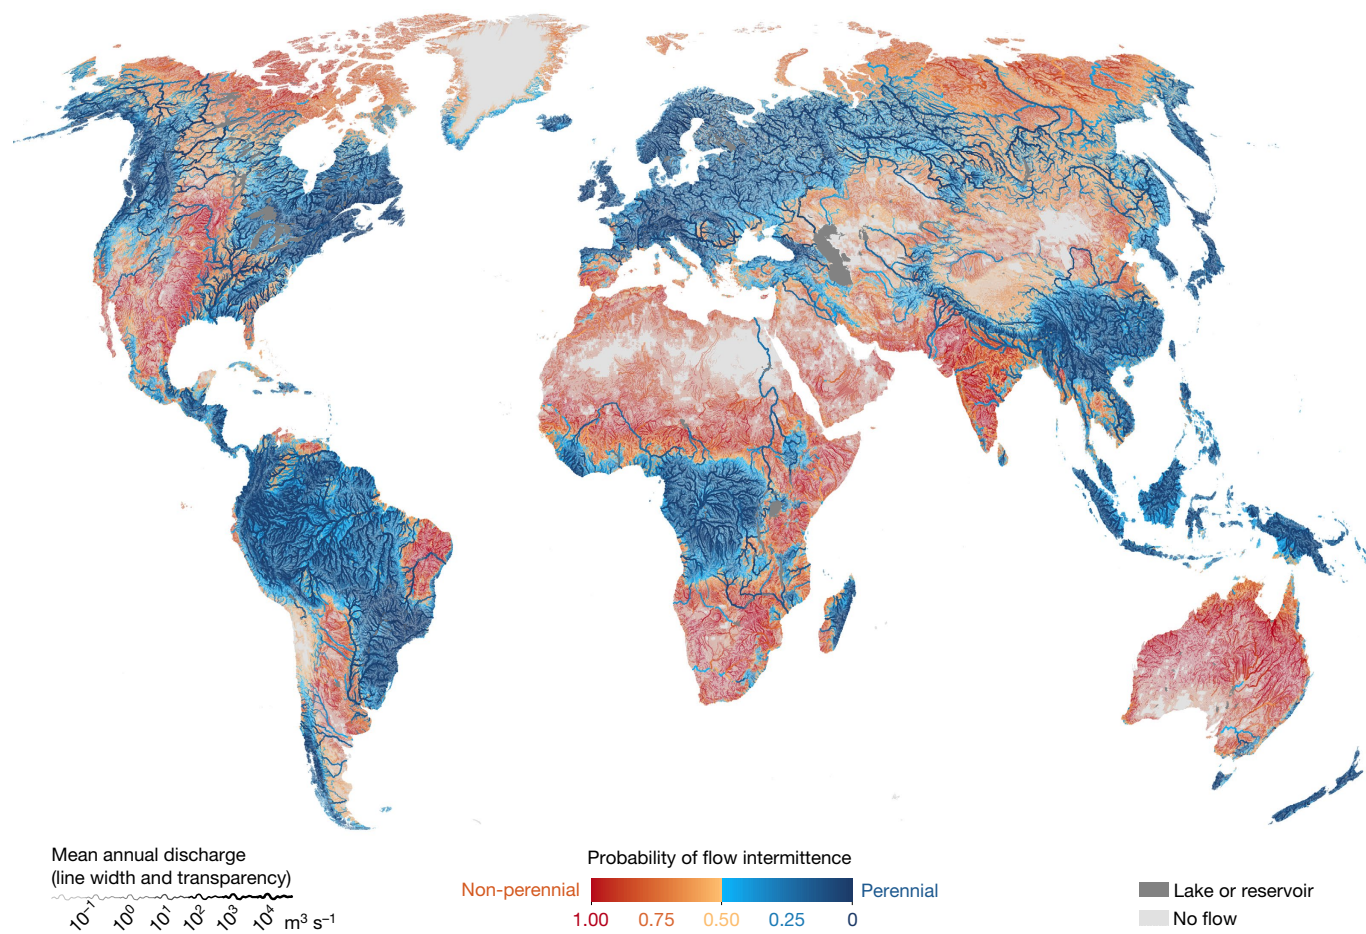 Mean annual discharge
(line width and transparency)
10⁻¹ 10⁰ 10¹ 10² 10³ 10⁴ m³ s⁻¹
Probability of flow intermittence
Non-perennial Perennial
1.00 0.75 0.50 0.25 0
Lake or reservoir
No flow